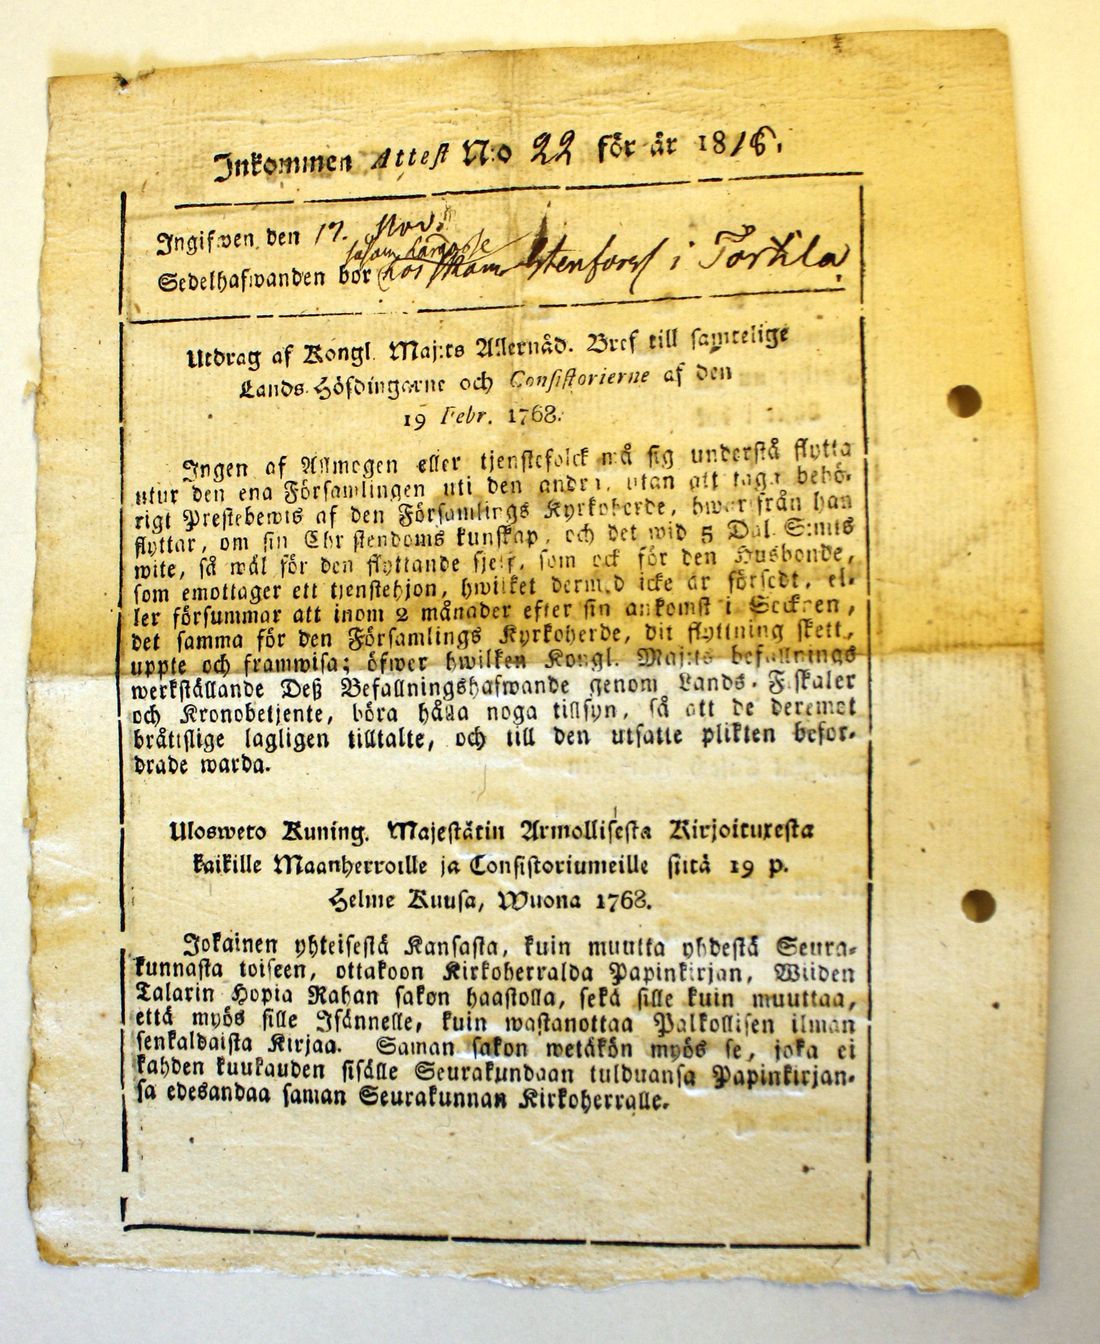 Inkommen Attest N:o 22 för år 1818.
Ingifwen den 17. Nov.
Sedelhafwanden bor hos Stenfors i Torkila
Utdrag af Kongl. Maj:ts Allernåd. Bref till samtelige
Lands-Höfdingarne och Consistorierne af den
19 Febr. 1768.
Ingen af Allmogen eller tjenstefolck må sig understå flytta
utur den ena Församlingen uti den andra, utan att taga behö-
rigt Prestebewis af den Församlings Kyrkoherde, hwarifrån han
flyttar, om sin Christendoms kunskap, och det wid 5 Dal. S:mts
wite, så wäl för den flyttande sjelf, som ock för den Husbonde,
som emottager ett tjenstehjon, hwilket dermed icke är försedt, el-
ler försummar att inom 2 månader efter sin ankomst i Socknen,
det samma för den Församlings Kyrkoherde, dit flyttning skett,
uppte och framwisa; öfwer hwilken Kongl. Maj:ts befallnings
werkställande Deß Befallningshafwande genom Lands-Fiskaler
och Kronobetjente, böra hålla noga tillsyn, så att de deremot
bråttslige lagligen tilltalte, och till den utsatte plikten befor-
drade warda.
Ulosweto Kuning. Majestätin Armollisesta Kirjoituxesta
kaikille Maanherroille ja Consistoriumeille siitä 19 p.
Helme Kuusa, Wuona 1768.
Jokainen yhteisestä Kansasta, kuin muutta yhdestä Seura-
kunnasta toiseen, ottakoon Kirkoherralda Papinkirjan, Wiiden
Talarin Hopia Rahan sakon haastolla, sekä sille kuin muuttaa,
että myös sille Isännelle, kuin wastanottaa Palkollisen ilman
senkaldaista Kirjaa. Saman sakon wetäkön myös se, joka ei
kahden kuukauden sisälle Seurakundaan tulduansa Papinkirjan-
sa edesandaa saman Seurakunnan Kirkoherralle.